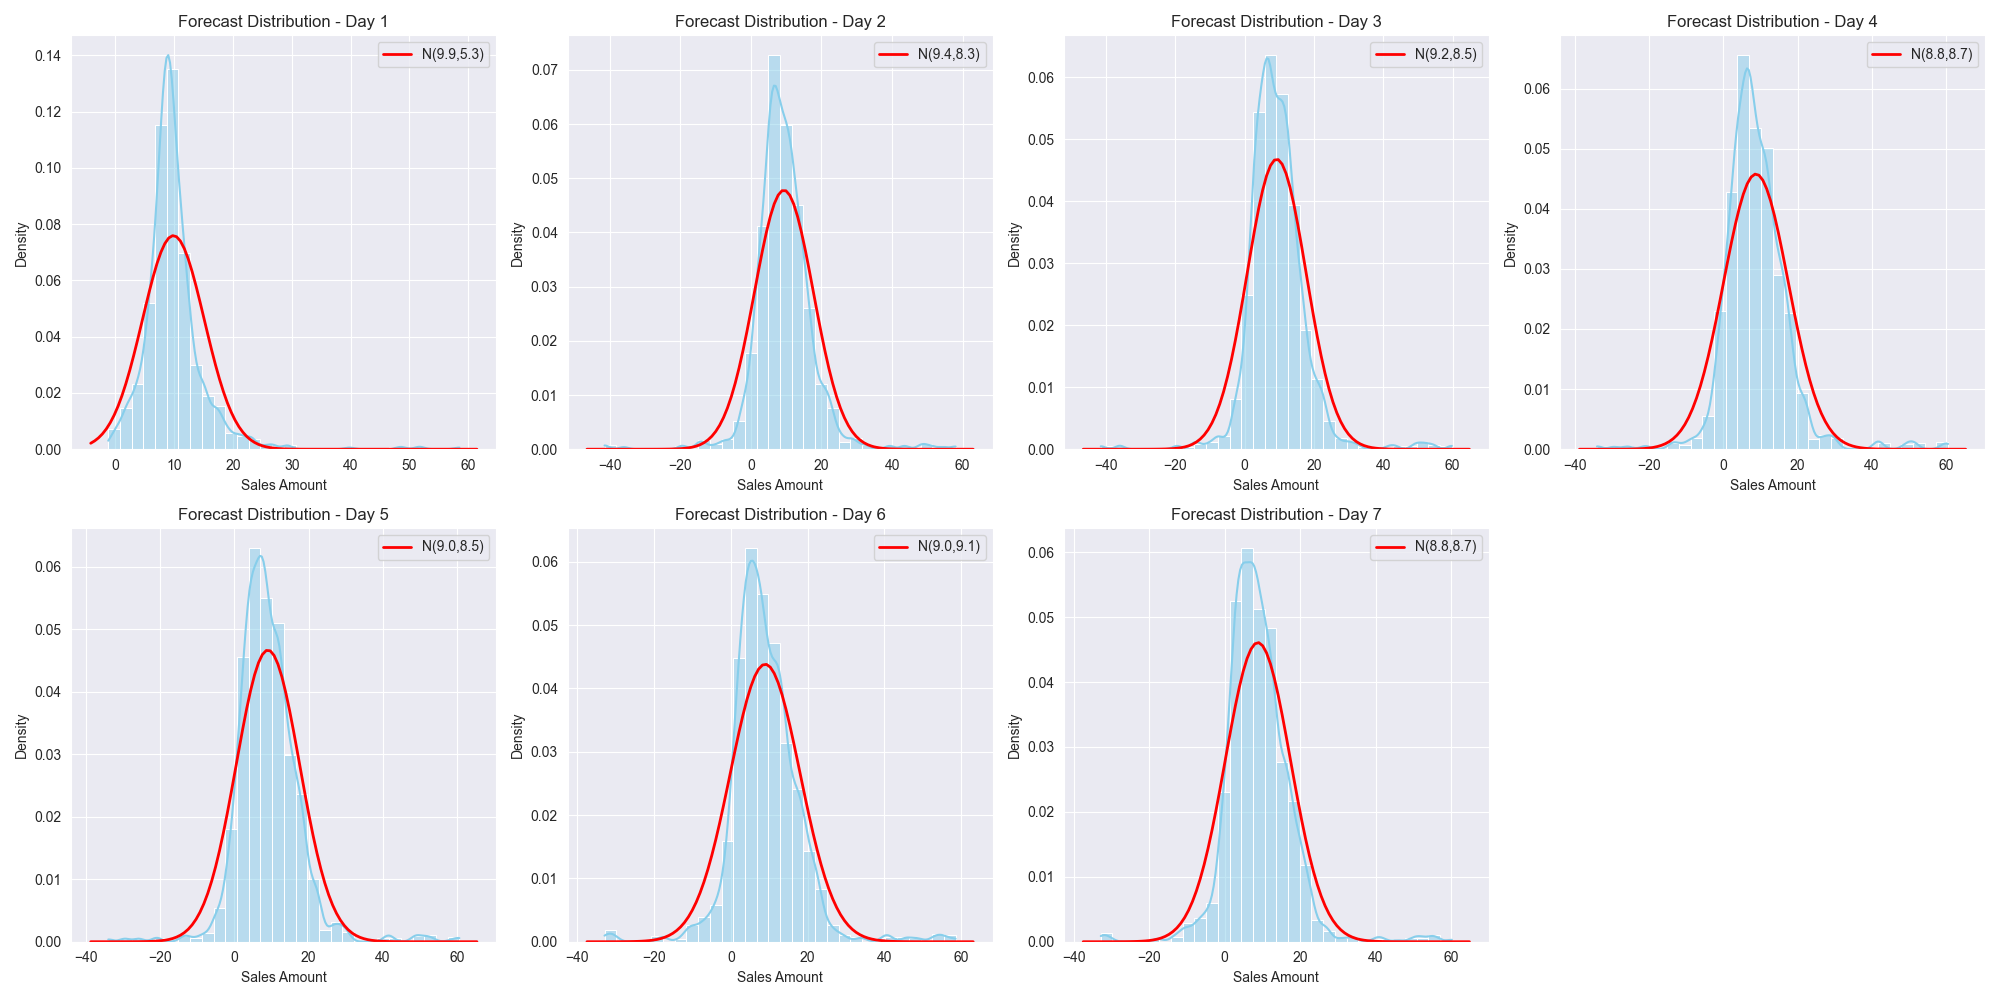 Forecast Distribution - Day 1
N(9.9,5.3)
0.14
0.12
0.10
0.08
0.06
0.04
0.02
0.00
Density
0 10 20 30 40 50 60
Sales Amount
Forecast Distribution - Day 2
N(9.4,8.3)
0.07
0.06
0.05
0.04
0.03
0.02
0.01
0.00
Density
−40 −20 0 20 40 60
Sales Amount
Forecast Distribution - Day 3
N(9.2,8.5)
0.06
0.05
0.04
0.03
0.02
0.01
0.00
Density
−40 −20 0 20 40 60
Sales Amount
Forecast Distribution - Day 4
N(8.8,8.7)
0.06
0.05
0.04
0.03
0.02
0.01
0.00
Density
−40 −20 0 20 40 60
Sales Amount
Forecast Distribution - Day 5
N(9.0,8.5)
0.06
0.05
0.04
0.03
0.02
0.01
0.00
Density
−40 −20 0 20 40 60
Sales Amount
Forecast Distribution - Day 6
N(9.0,9.1)
0.06
0.05
0.04
0.03
0.02
0.01
0.00
Density
−40 −20 0 20 40 60
Sales Amount
Forecast Distribution - Day 7
N(8.8,8.7)
0.06
0.05
0.04
0.03
0.02
0.01
0.00
Density
−40 −20 0 20 40 60
Sales Amount